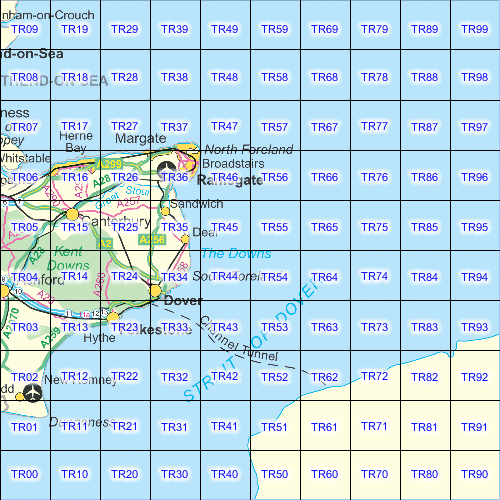 nham-on-Crouch
TR09 TR19 TR29 TR39 TR49 TR59 TR69 TR79 TR89 TR99
nd-on-Sea
TR08 TR18 TR28 TR38 TR48 TR58 TR68 TR78 TR88 TR98
END-ON-SEA
ness
TR07 TR17 TR27 TR37 TR47 TR57 TR67 TR77 TR87 TR97
Herne Bay
Margate
North Foreland
Whitstable
A299
Broadstairs
TR06 TR16 TR26 TR36 TR46 TR56 TR66 TR76 TR86 TR96
A28
Ramsgate
Great Stour
A257
Sandwich
Canterbury
TR05 TR15 TR25 TR35 TR45 TR55 TR65 TR75 TR85 TR95
A2
A256
Deal
A28
Kent Downs
The Downs
TR04 TR14 TR24 TR34 TR44 TR54 TR64 TR74 TR84 TR94
Dover
TR03 TR13 TR23 TR33 TR43 TR53 TR63 TR73 TR83 TR93
A2070
A259
Hythe
Folkestone
Channel Tunnel
STRAIT OF DOVER
TR02 TR12 TR22 TR32 TR42 TR52 TR62 TR72 TR82 TR92
New Romney
dd
Dungeness
TR01 TR11 TR21 TR31 TR41 TR51 TR61 TR71 TR81 TR91
TR00 TR10 TR20 TR30 TR40 TR50 TR60 TR70 TR80 TR90